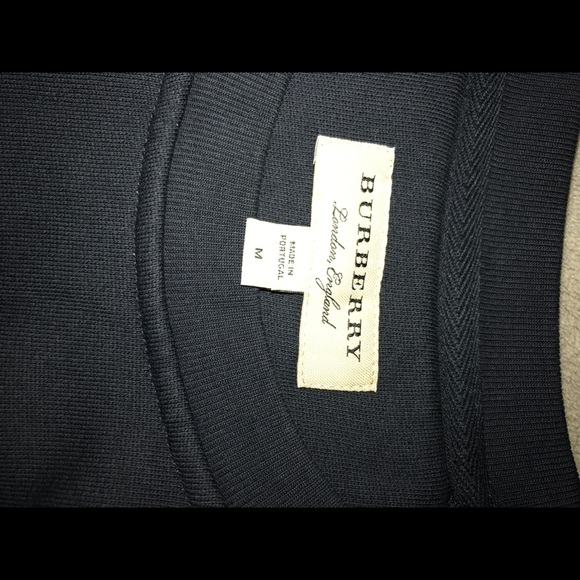 BURBERRY
London, England
MADE IN
PORTUGAL
M